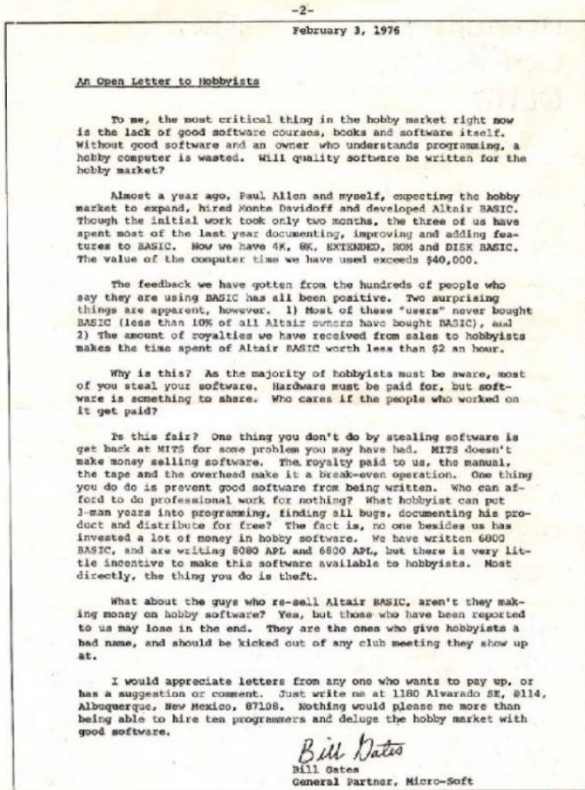 -2-
February 3, 1976
An Open Letter to Hobbyists
To me, the most critical thing in the hobby market right now
is the lack of good software courses, books and software itself.
Without good software and an owner who understands programming, a
hobby computer is wasted. Will quality software be written for the
hobby market?
Almost a year ago, Paul Allen and myself, expecting the hobby
market to expand, hired Monte Davidoff and developed Altair BASIC.
Though the initial work took only two months, the three of us have
spent most of the last year documenting, improving and adding fea-
tures to BASIC. Now we have 4K, 8K, EXTENDED, ROM and DISK BASIC.
The value of the computer time we have used exceeds $40,000.
The feedback we have gotten from the hundreds of people who
say they are using BASIC has all been positive. Two surprising
things are apparent, however. 1) Most of these "users" never bought
BASIC (less than 10% of all Altair owners have bought BASIC), and
2) The amount of royalties we have received from sales to hobbyists
makes the time spent of Altair BASIC worth less than $2 an hour.
Why is this? As the majority of hobbyists must be aware, most
of you steal your software. Hardware must be paid for, but soft-
ware is something to share. Who cares if the people who worked on
it get paid?
Is this fair? One thing you don't do by stealing software is
get back at MITS for some problem you may have had. MITS doesn't
make money selling software. The royalty paid to us, the manual,
the tape and the overhead make it a break-even operation. One thing
you do do is prevent good software from being written. Who can af-
ford to do professional work for nothing? What hobbyist can put
3-man years into programming, finding all bugs, documenting his pro-
duct and distribute for free? The fact is, no one besides us has
invested a lot of money in hobby software. We have written 6800
BASIC, and are writing 8080 APL and 6800 APL, but there is very lit-
tle incentive to make this software available to hobbyists. Most
directly, the thing you do is theft.
What about the guys who re-sell Altair BASIC, aren't they mak-
ing money on hobby software? Yes, but those who have been reported
to us may lose in the end. They are the ones who give hobbyists a
bad name, and should be kicked out of any club meeting they show up
at.
I would appreciate letters from any one who wants to pay up, or
has a suggestion or comment. Just write me at 1180 Alvarado SE, #114,
Albuquerque, New Mexico, 87108. Nothing would please me more than
being able to hire ten programmers and deluge the hobby market with
good software.
Bill Gates
Bill Gates
General Partner, Micro-Soft